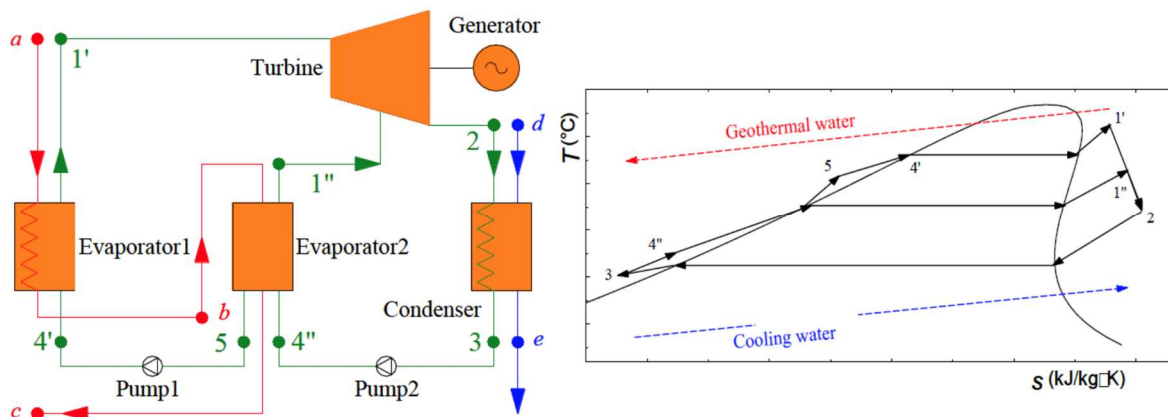 a
1'
Turbine
Generator
2
d
1"
Evaporator1
Evaporator2
Condenser
b
4'
5
4"
3
e
Pump1
Pump2
c
T(°C)
Geothermal water
1'
5
4'
1"
2
4"
3
Cooling water
s (kJ/kg□K)